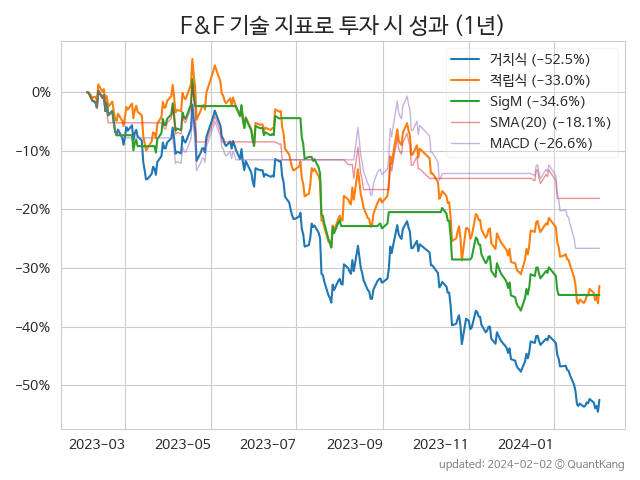 F&F 기술 지표로 투자 시 성과 (1년)
거치식 (−52.5%)
적립식 (−33.0%)
SigM (−34.6%)
SMA(20) (−18.1%)
MACD (−26.6%)
0%
−10%
−20%
−30%
−40%
−50%
2023-03 2023-05 2023-07 2023-09 2023-11 2024-01
updated: 2024-02-02 © QuantKang